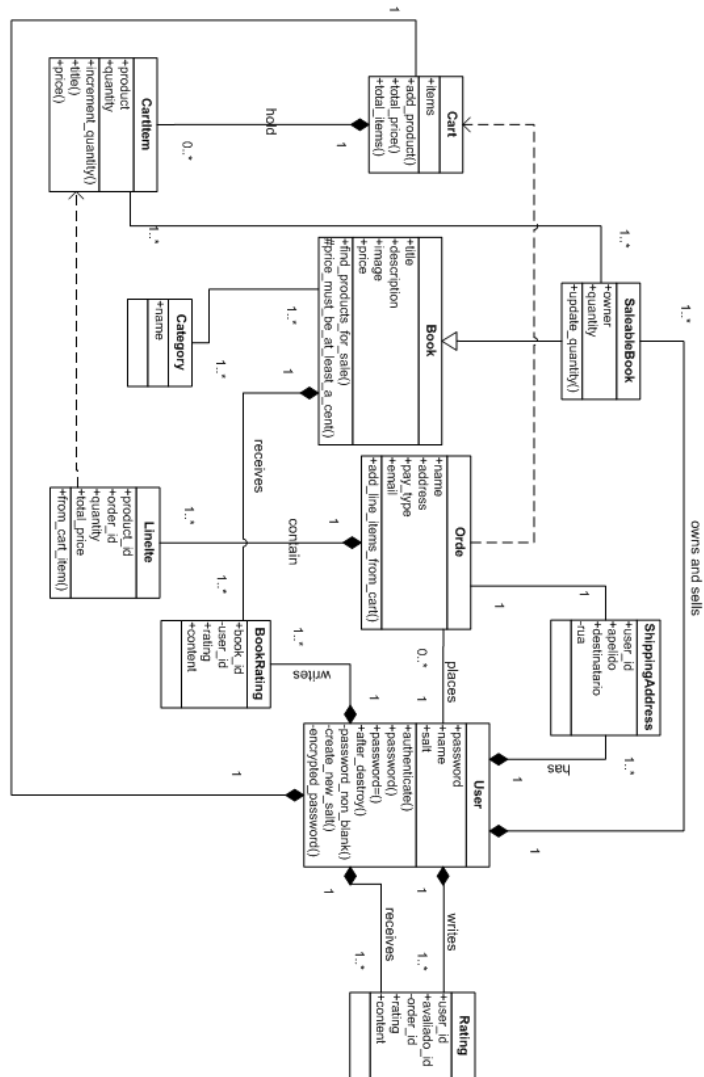 owns and sells
1..*
SaleableBook
+owner
+quantity
+update_quantity()
1..*
ShippingAddress
+user_id
+apelido
+destinatario
-rua
1..*
has
1
1
1
1
places
0..*
1
Cart
+items
+add_product()
+total_price()
+total_items()
1
1
hold
0..*
Book
+title
+description
+image
+price
+find_products_for_sale()
#price_must_be_at_least_a_cent()
1..*
1
Orde
+name
+address
+pay_type
+email
+add_line_items_from_cart()
1
contain
1..*
User
+password
+name
+salt
+authenticate()
+password()
+password=()
+after_destroy()
-password_non_blank()
-create_new_salt()
-encrypted_password()
1
writes
1..*
1
receives
1..*
Rating
+user_id
+avaliado_id
-order_id
+rating
+content
1
writes
1..*
1
CartItem
+product
+quantity
+increment_quantity()
+title()
+price()
1..*
Category
+name
1..*
receives
1..*
LineIte
+product_id
+order_id
+quantity
+total_price
+from_cart_item()
BookRating
+book_id
-user_id
+rating
+content